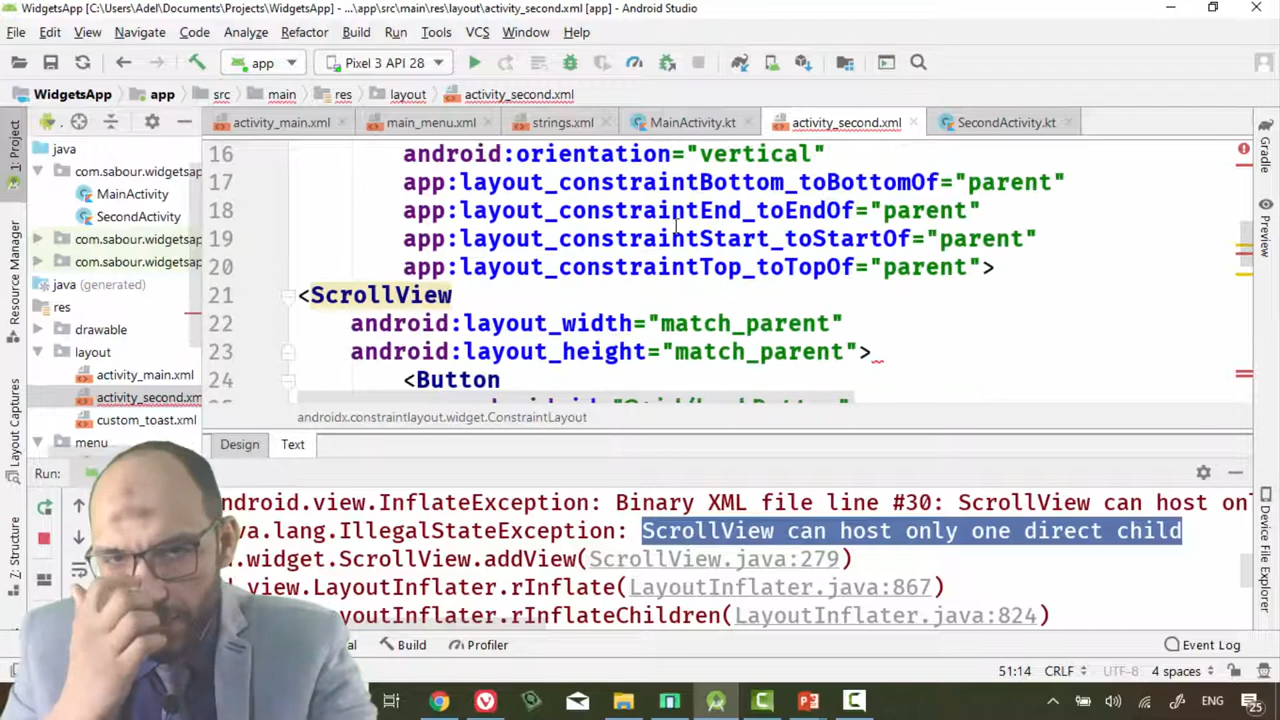 WidgetsApp [C:\Users\Adel\Documents\Projects\WidgetsApp] - ...\app\src\main\res\layout\activity_second.xml [app] - Android Studio
File Edit View Navigate Code Analyze Refactor Build Run Tools VCS Window Help
app Pixel 3 API 28
WidgetsApp app src main res layout activity_second.xml
activity_main.xml main_menu.xml strings.xml MainActivity.kt activity_second.xml SecondActivity.kt
1: Project
Resource Manager
Layout Captures
Z: Structure
java
com.sabour.widgetsap
MainActivity
SecondActivity
com.sabour.widgetsap
com.sabour.widgetsap
java (generated)
res
drawable
layout
activity_main.xml
activity_second.xm
custom_toast.xml
menu
16 android:orientation="vertical"
17 app:layout_constraintBottom_toBottomOf="parent"
18 app:layout_constraintEnd_toEndOf="parent"
19 app:layout_constraintStart_toStartOf="parent"
20 app:layout_constraintTop_toTopOf="parent">
21 <ScrollView
22 android:layout_width="match_parent"
23 android:layout_height="match_parent">
24 <Button
androidx.constraintlayout.widget.ConstraintLayout
Design Text
Gradle
Preview
Device File Explorer
Run:
ndroid.view.InflateException: Binary XML file line #30: ScrollView can host on
va.lang.IllegalStateException: ScrollView can host only one direct child
.widget.ScrollView.addView(ScrollView.java:279)
d.view.LayoutInflater.rInflate(LayoutInflater.java:867)
youtInflater.rInflateChildren(LayoutInflater.java:824)
al Build Profiler Event Log
51:14 CRLF UTF-8 4 spaces
ENG 25